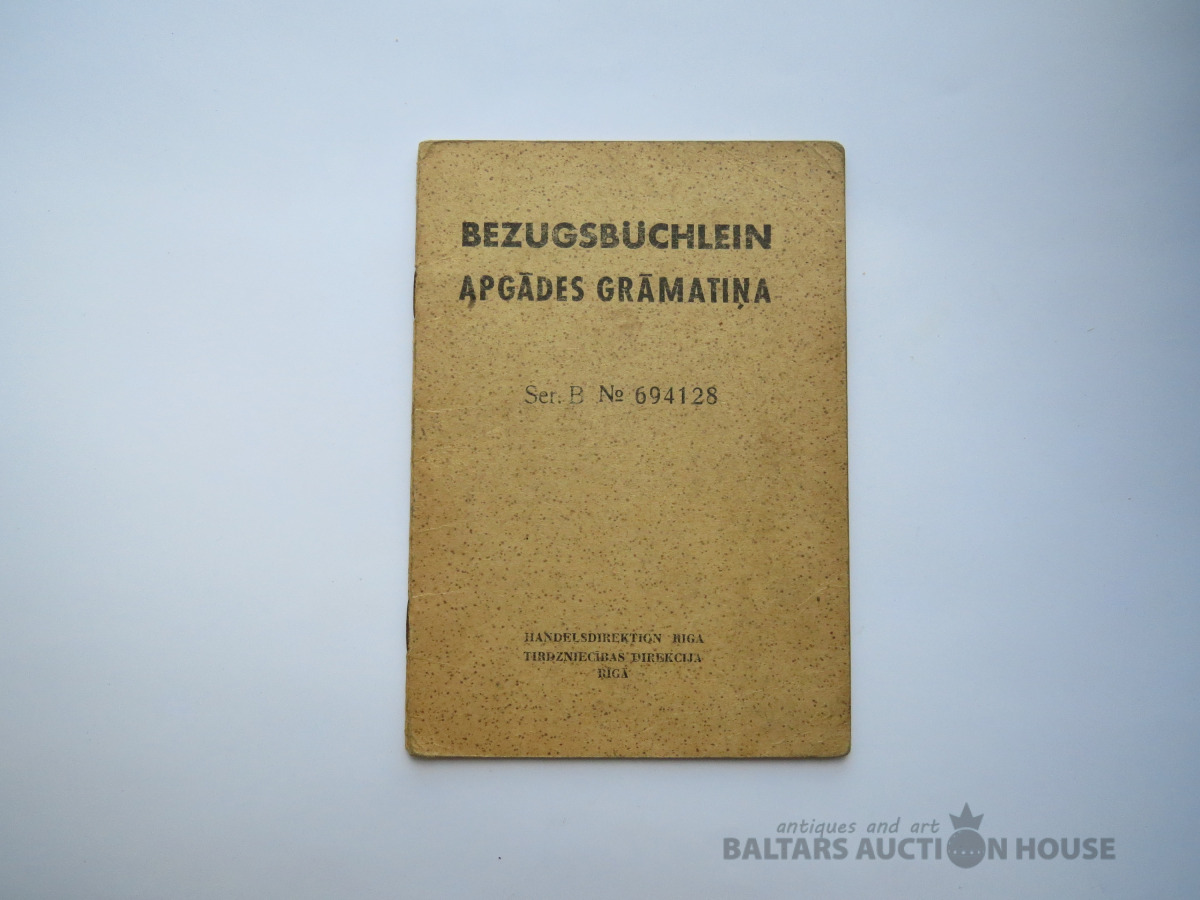 BEZUGSBÜCHLEIN
APGĀDES GRĀMATIŅA
Ser. B № 694128
HANDELSDIREKTION RIGA
TIRDZNIECĪBAS DIREKCIJA
RĪGĀ
antiques and art
BALTARS AUCTION HOUSE